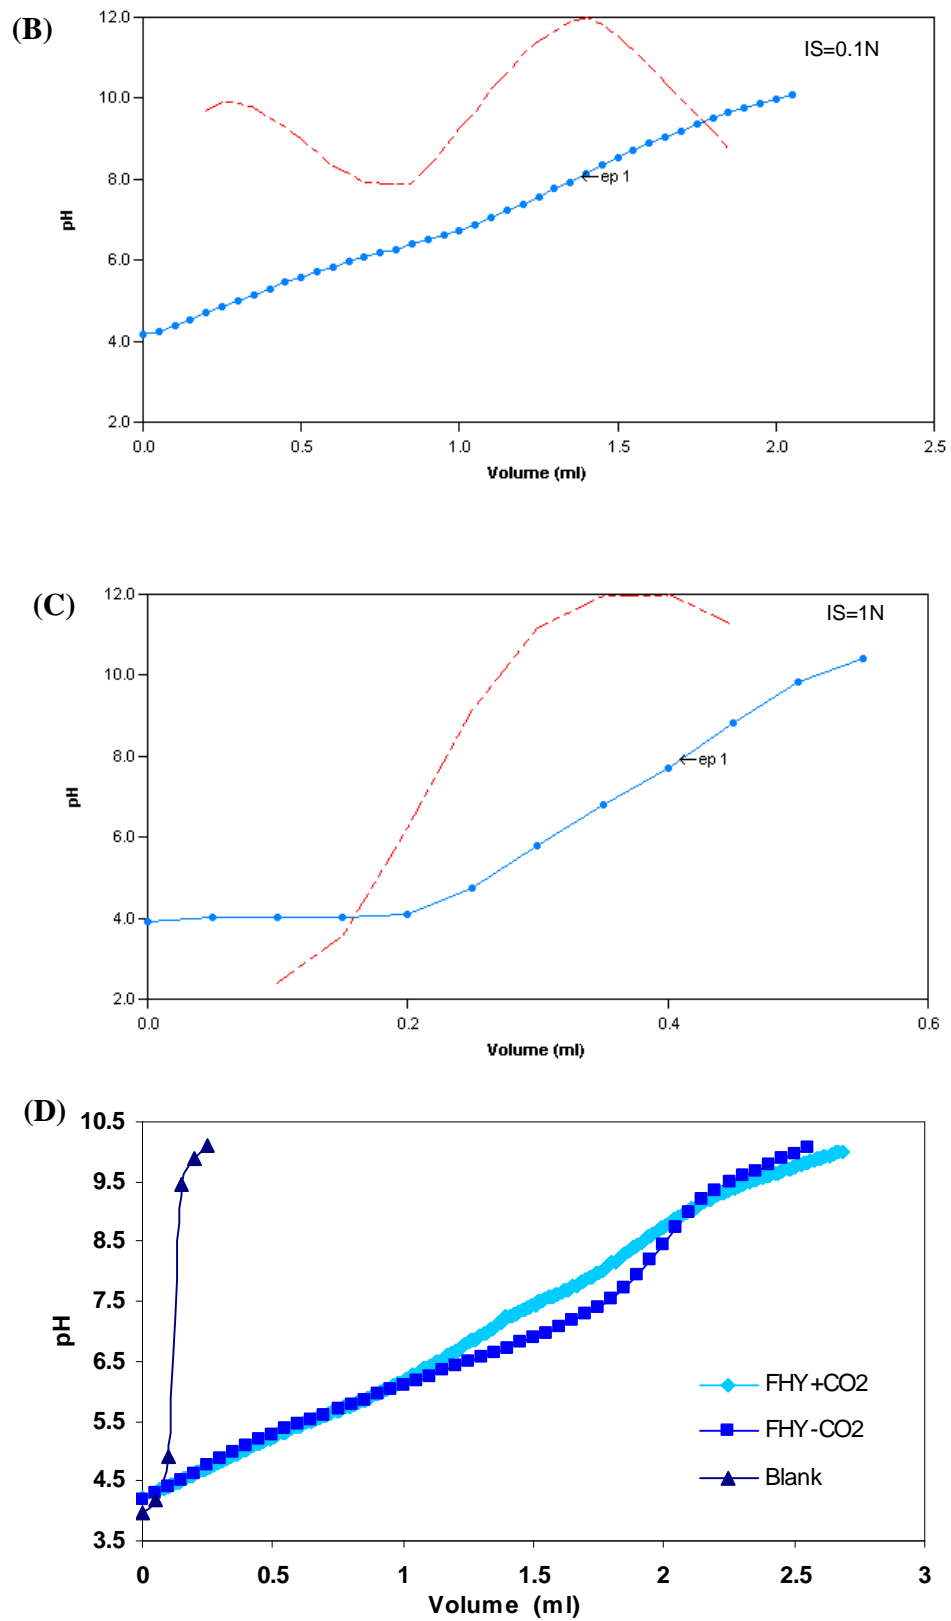 (B)
12.0
IS=0.1N
10.0
8.0
ep 1
pH
6.0
4.0
2.0
0.0 0.5 1.0 1.5 2.0 2.5
Volume (ml)
(C)
12.0
IS=1N
10.0
8.0
ep 1
pH
6.0
4.0
2.0
0.0 0.2 0.4 0.6
Volume (ml)
(D)
10.5
9.5
8.5
7.5
pH
6.5
FHY+CO2
5.5
FHY-CO2
4.5
Blank
3.5
0 0.5 1 1.5 2 2.5 3
Volume (ml)